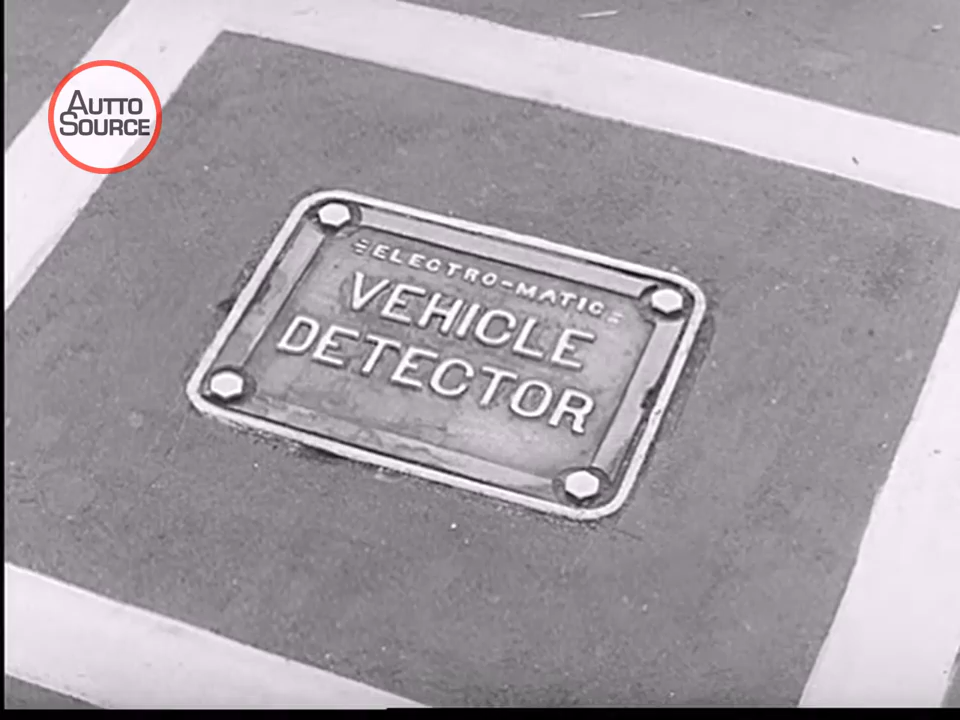 AUTTO
SOURCE
ELECTRO-MATIC
VEHICLE
DETECTOR